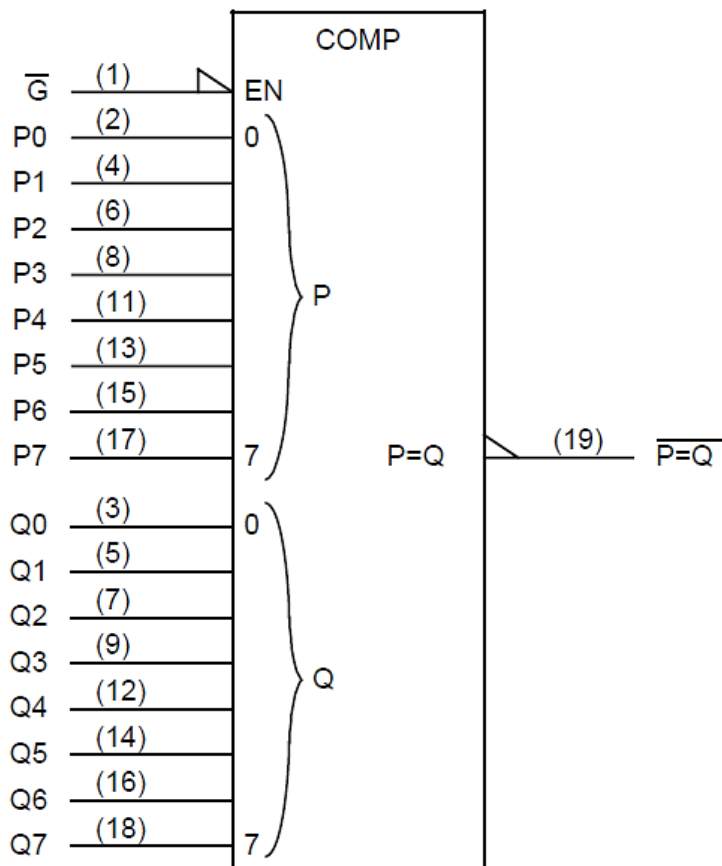 COMP
G̅ (1) EN
P0 (2) 0
P1 (4)
P2 (6)
P3 (8)
P4 (11)
P5 (13)
P6 (15)
P7 (17) 7
P
P=Q (19) P̅=̅Q̅
Q0 (3) 0
Q1 (5)
Q2 (7)
Q3 (9)
Q4 (12)
Q5 (14)
Q6 (16)
Q7 (18) 7
Q